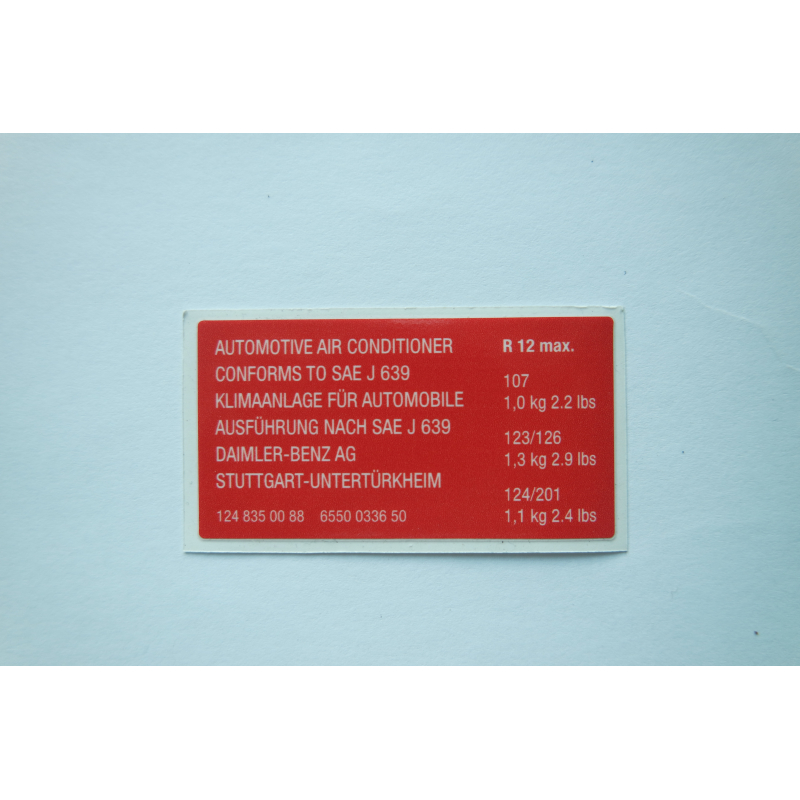 AUTOMOTIVE AIR CONDITIONER
CONFORMS TO SAE J 639
KLIMAANLAGE FÜR AUTOMOBILE
AUSFÜHRUNG NACH SAE J 639
DAIMLER-BENZ AG
STUTTGART-UNTERTÜRKHEIM
124 835 00 88 6550 0336 50
R 12 max.
107
1,0 kg 2.2 lbs
123/126
1,3 kg 2.9 lbs
124/201
1,1 kg 2.4 lbs